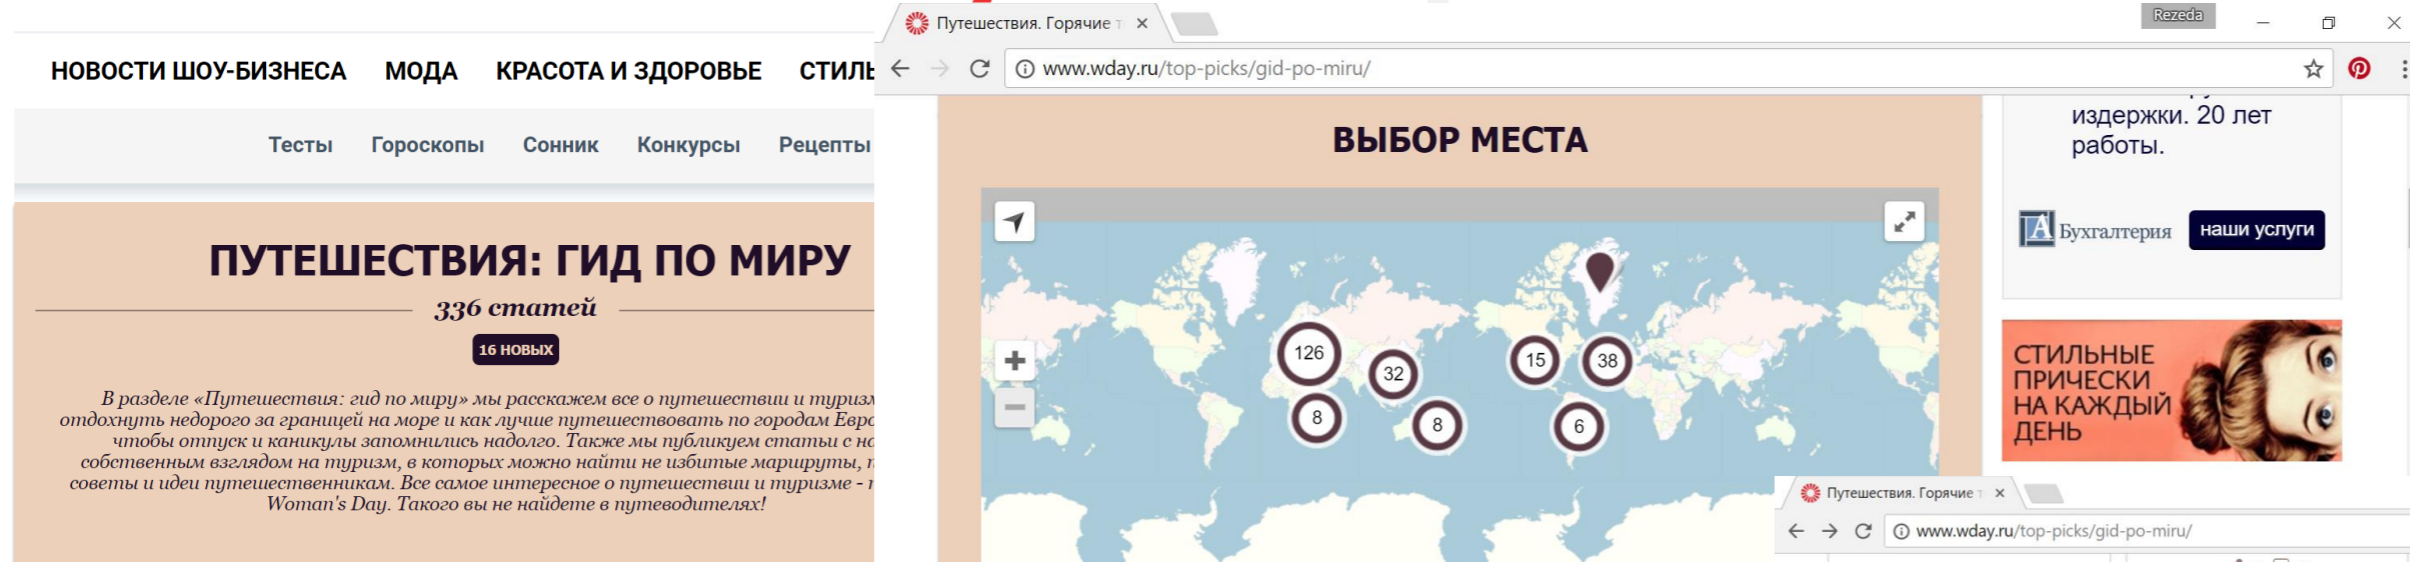 НОВОСТИ ШОУ-БИЗНЕСА МОДА КРАСОТА И ЗДОРОВЬЕ
Тесты Гороскопы Сонник Конкурсы Рецепты
ПУТЕШЕСТВИЯ: ГИД ПО МИРУ
336 статей
16 НОВЫХ
В разделе «Путешествия: гид по миру» мы расскажем все о путешествии и
отдохнуть недорого за границей на море и как лучше путешествовать по городам
чтобы отпуск и каникулы запомнились надолго. Также мы публикуем статьи с
собственным взглядом на туризм, в которых можно найти не избитые маршруты,
советы и идеи путешественникам. Все самое интересное о путешествии и туризме -
Woman's Day. Такого вы не найдете в путеводителях!
Путешествия. Горячие
Rezeda
www.wday.ru/top-picks/gid-po-miru/
ВЫБОР МЕСТА
126
32
15
38
8
8
6
издержки. 20 лет
работы.
Бухгалтерия наши услуги
СТИЛЬНЫЕ
ПРИЧЕСКИ
НА КАЖДЫЙ
ДЕНЬ
Путешествия. Горячие
www.wday.ru/top-picks/gid-po-miru/